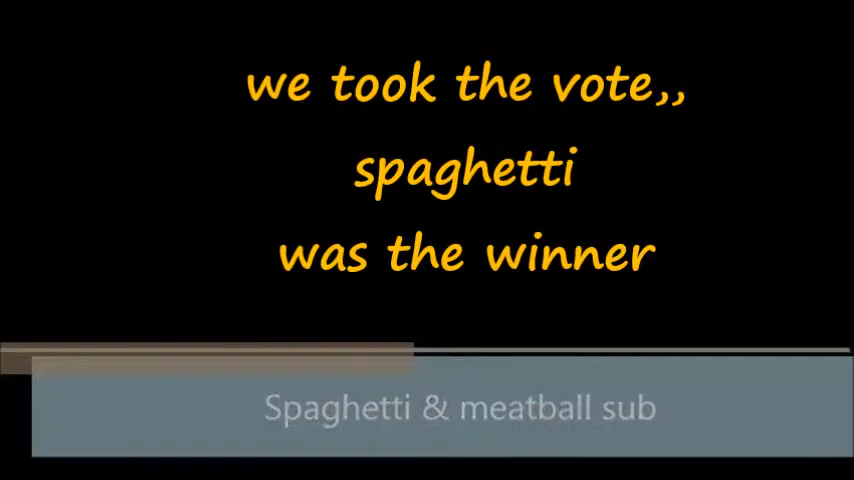 we took the vote,,
spaghetti
was the winner
Spaghetti & meatball sub